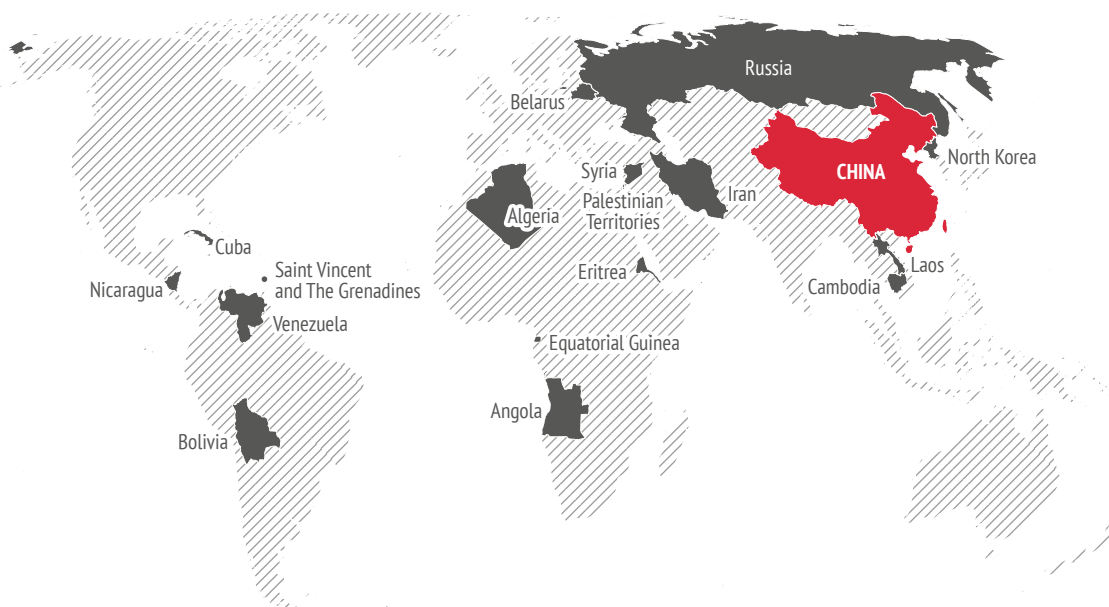 Russia
Belarus
North Korea
CHINA
Syria
Palestinian
Territories
Iran
Algeria
Cuba
Laos
Eritrea
Saint Vincent
and The Grenadines
Nicaragua
Cambodia
Venezuela
Equatorial Guinea
Angola
Bolivia